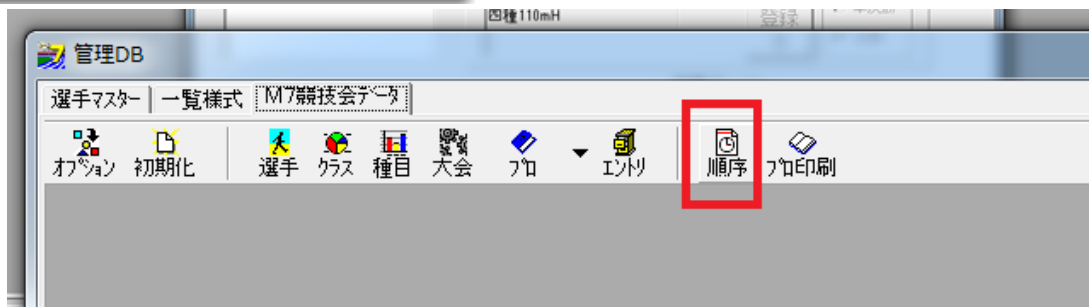 四種110mH
登録
管理DB
選手ﾏｽﾀｰ 一覧様式 M7競技会ﾃﾞｰﾀ
ｵﾌﾟｼｮﾝ 初期化 選手 ｸﾗｽ 種目 大会 ﾌﾟﾛ ｴﾝﾄﾘ 順序 ﾌﾟﾛ印刷